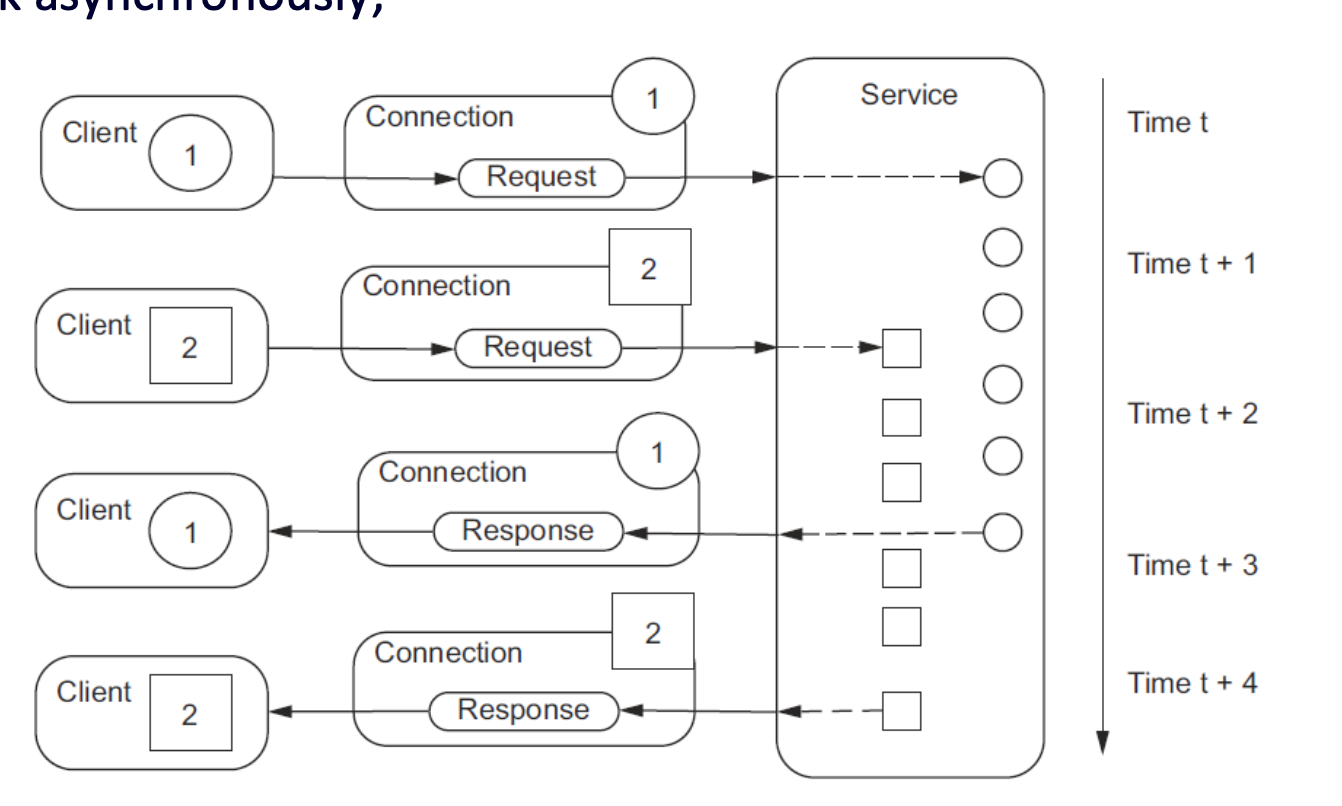 k asynchronously,
Service
Client 1
Connection 1
Request
Time t
Client 2
Connection 2
Request
Time t + 1
Client 1
Connection 1
Response
Time t + 2
Time t + 3
Client 2
Connection 2
Response
Time t + 4